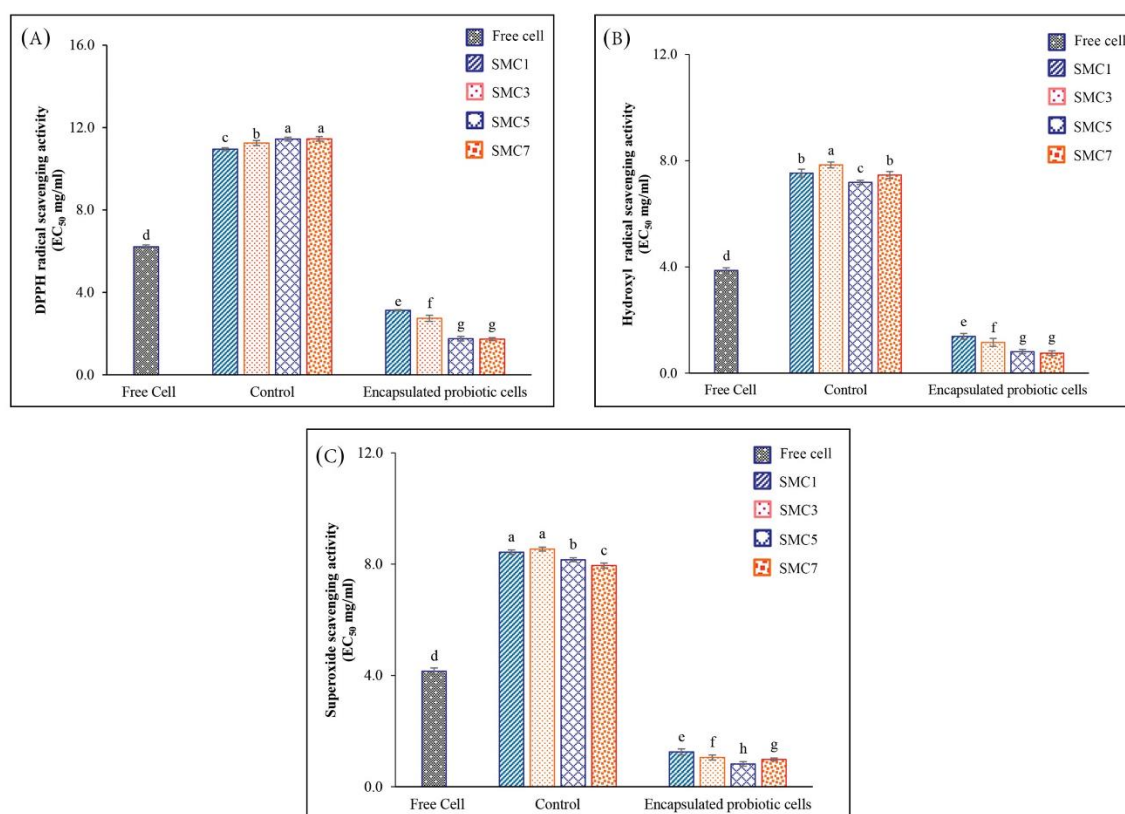 (A)
16.0
12.0
8.0
4.0
0.0
DPPH radical scavenging activity
(EC50 mg/ml)
Free cell
SMC1
SMC3
SMC5
SMC7
d
c
b
a
a
e
f
g
g
Free Cell
Control
Encapsulated probiotic cells
(B)
12.0
8.0
4.0
0.0
Hydroxyl radical scavenging activity
(EC50 mg/ml)
Free cell
SMC1
SMC3
SMC5
SMC7
d
b
a
c
b
e
f
g
g
Free Cell
Control
Encapsulated probiotic cells
(C)
12.0
8.0
4.0
0.0
Superoxide scavenging activity
(EC50 mg/ml)
Free cell
SMC1
SMC3
SMC5
SMC7
d
a
a
b
c
e
f
h
g
Free Cell
Control
Encapsulated probiotic cells